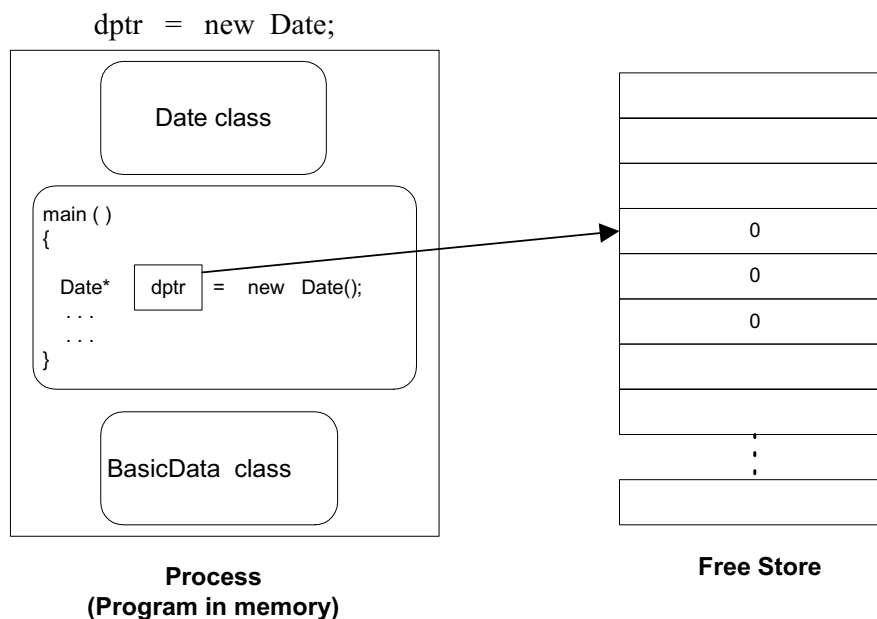 dptr = new Date;
Date class
main ( )
{
Date* dptr = new Date();
. . .
. . .
}
BasicData class
Process
(Program in memory)
0
0
0
Free Store